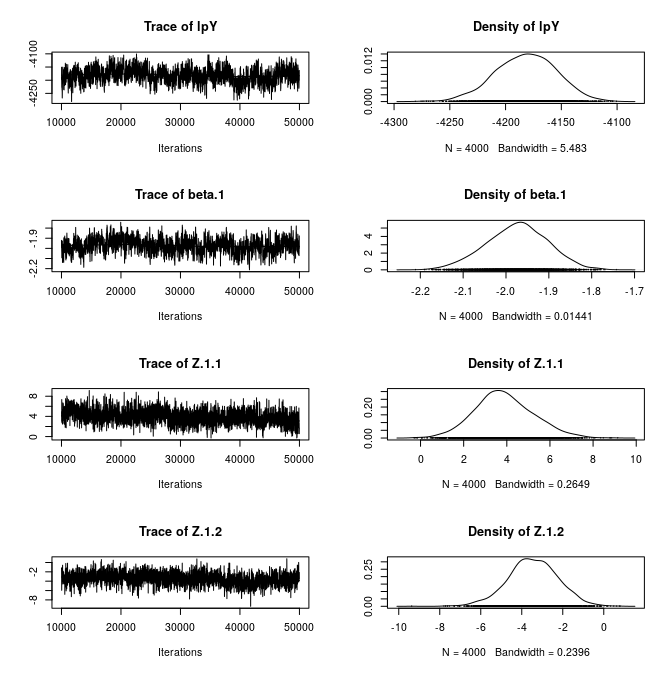 Trace of lpY
-4250 -4100
10000 20000 30000 40000 50000
Iterations
Density of lpY
0.000 0.012
-4300 -4250 -4200 -4150 -4100
N = 4000 Bandwidth = 5.483
Trace of beta.1
-2.2 -1.9
10000 20000 30000 40000 50000
Iterations
Density of beta.1
0 2 4
-2.2 -2.1 -2.0 -1.9 -1.8 -1.7
N = 4000 Bandwidth = 0.01441
Trace of Z.1.1
0 4 8
10000 20000 30000 40000 50000
Iterations
Density of Z.1.1
0.00 0.20
0 2 4 6 8 10
N = 4000 Bandwidth = 0.2649
Trace of Z.1.2
-8 -2
10000 20000 30000 40000 50000
Iterations
Density of Z.1.2
0.00 0.25
-10 -8 -6 -4 -2 0
N = 4000 Bandwidth = 0.2396